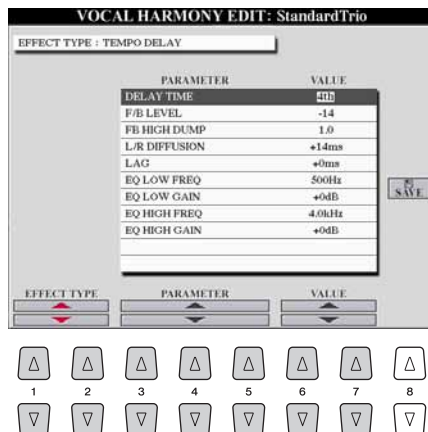 VOCAL HARMONY EDIT: StandardTrio
EFFECT TYPE : TEMPO DELAY
PARAMETER VALUE
DELAY TIME 4th
F/B LEVEL -14
FB HIGH DUMP 1.0
L/R DIFFUSION +14ms
LAG +0ms
EQ LOW FREQ 500Hz
EQ LOW GAIN +0dB
EQ HIGH FREQ 4.0kHz
EQ HIGH GAIN +0dB
SAVE
EFFECT TYPE PARAMETER VALUE
1 2 3 4 5 6 7 8